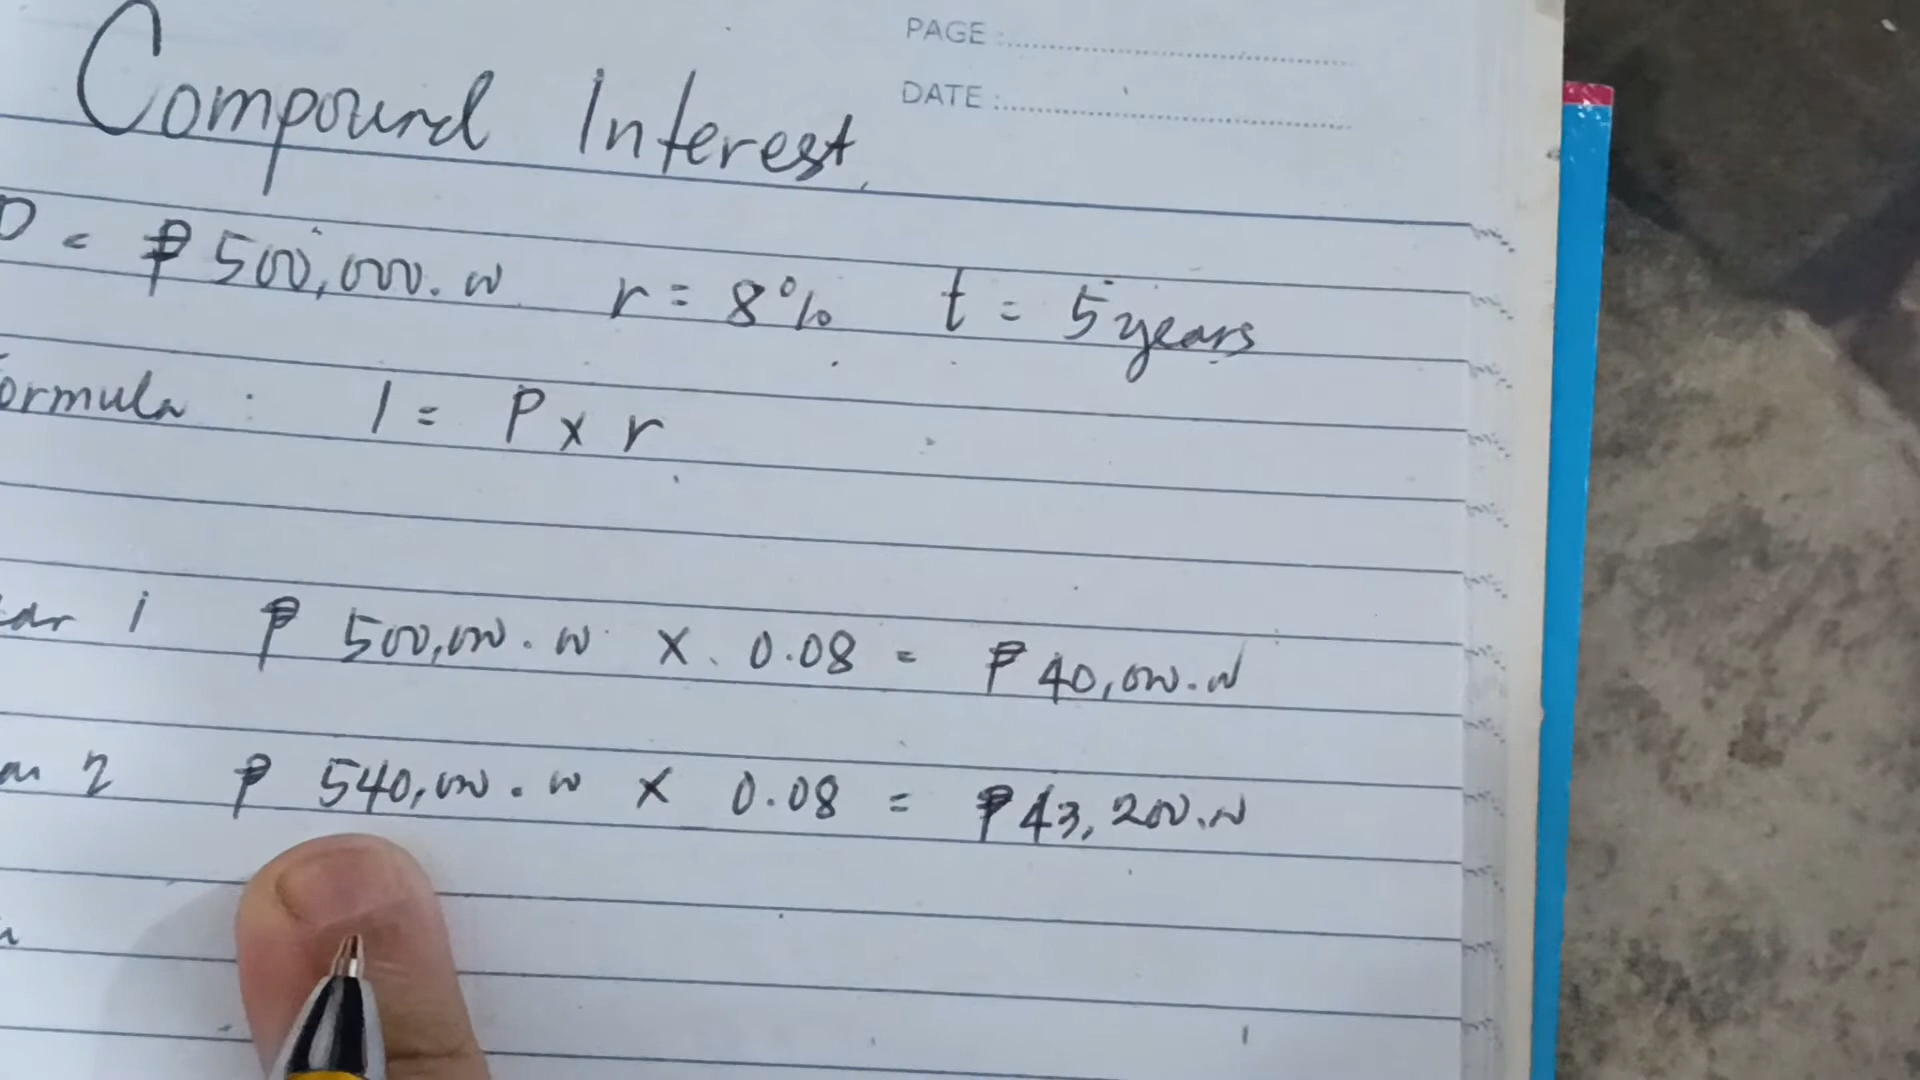 PAGE :
DATE :
Compound Interest
P = ₱ 500,000.00 r = 8% t = 5 years
ormula : I = P x r
ear 1 ₱ 500,000.00 x 0.08 = ₱ 40,000.00
ar 2 ₱ 540,000.00 x 0.08 = ₱ 43,200.00